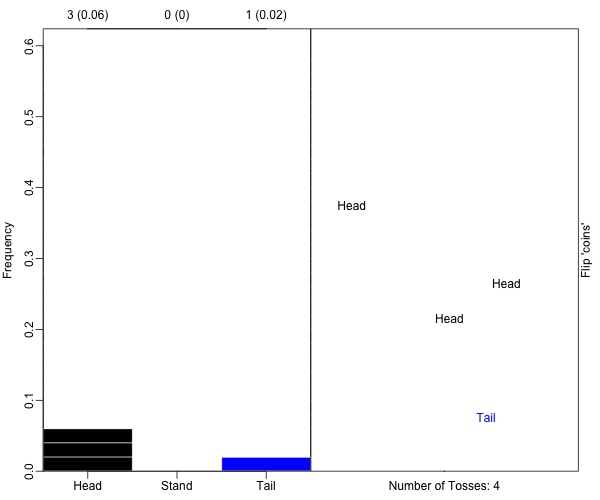 3 (0.06) 0 (0) 1 (0.02)
0.6
0.5
0.4
0.3
0.2
0.1
0.0
Frequency
Head Stand Tail
Head
Head
Head
Tail
Number of Tosses: 4
Flip 'coins'